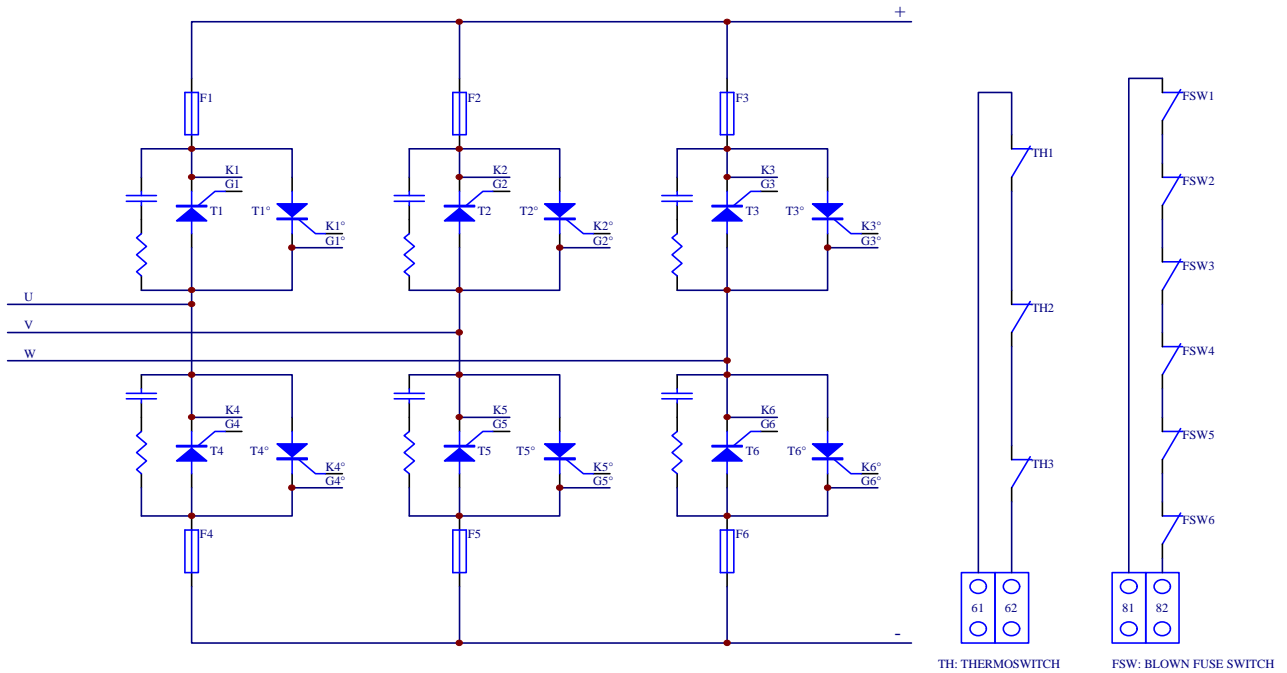 +
F1
F2
F3
FSW1
TH1
K1
G1
K2
G2
K3
G3
FSW2
T1
T1°
T2
T2°
T3
T3°
K1°
G1°
K2°
G2°
K3°
G3°
FSW3
U
TH2
V
FSW4
W
K4
G4
K5
G5
K6
G6
FSW5
T4
T4°
T5
T5°
T6
T6°
TH3
K4°
G4°
K5°
G5°
K6°
G6°
FSW6
F4
F5
F6
61
62
81
82
-
TH: THERMOSWITCH
FSW: BLOWN FUSE SWITCH